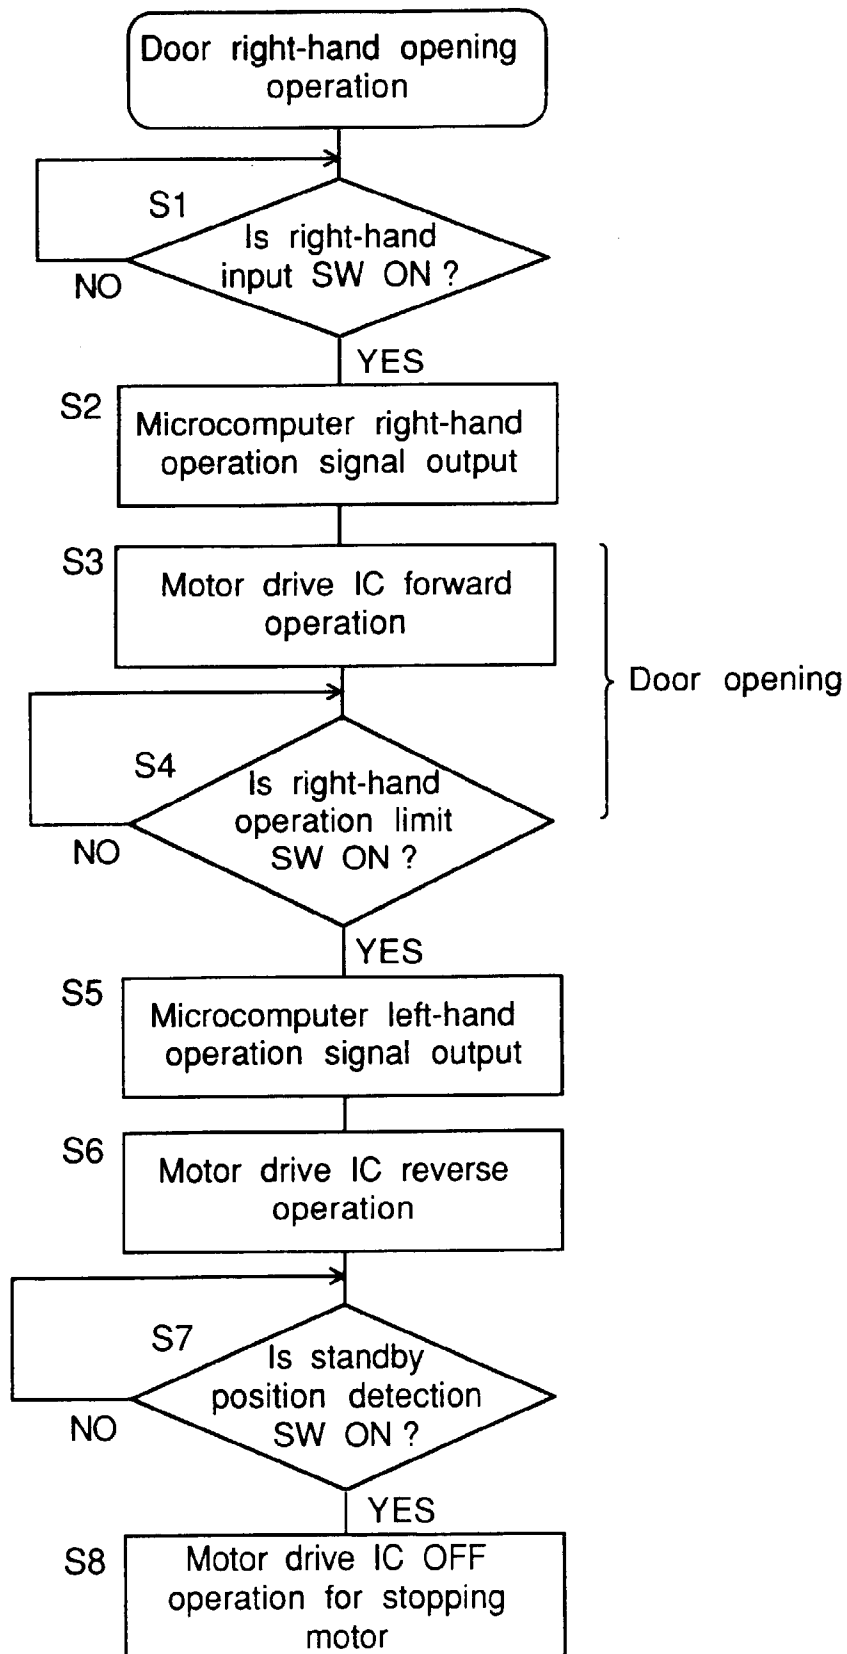 Door right-hand opening
operation
S1
Is right-hand
input SW ON ?
NO
YES
S2
Microcomputer right-hand
operation signal output
S3
Motor drive IC forward
operation
Door opening
S4
Is right-hand
operation limit
SW ON ?
NO
YES
S5
Microcomputer left-hand
operation signal output
S6
Motor drive IC reverse
operation
S7
Is standby
position detection
SW ON ?
NO
YES
S8
Motor drive IC OFF
operation for stopping
motor